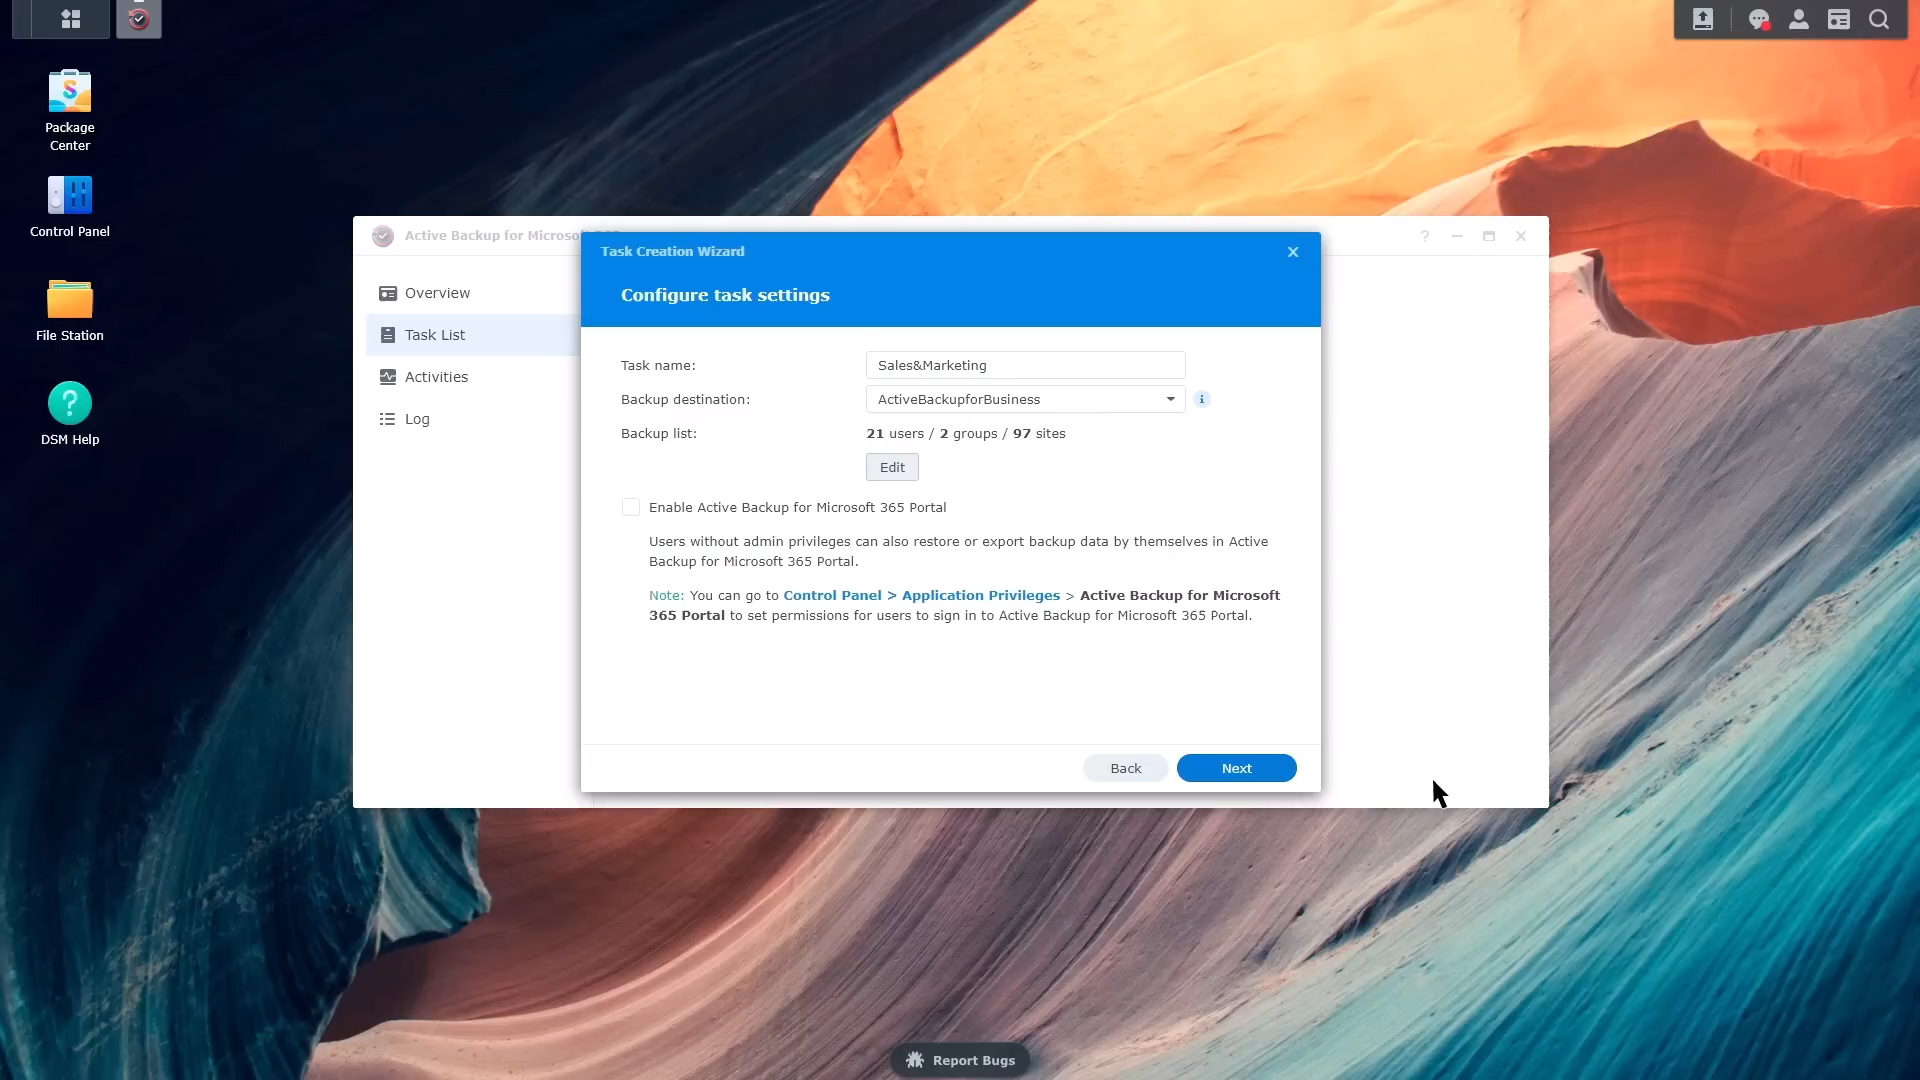 Package
Center
Control Panel
File Station
DSM Help
Active Backup for Microso
Overview
Task List
Activities
Log
Task Creation Wizard
Configure task settings
Task name:
Sales&Marketing
Backup destination:
ActiveBackupforBusiness
Backup list:
21 users / 2 groups / 97 sites
Edit
Enable Active Backup for Microsoft 365 Portal
Users without admin privileges can also restore or export backup data by themselves in Active
Backup for Microsoft 365 Portal.
Note: You can go to Control Panel > Application Privileges > Active Backup for Microsoft
365 Portal to set permissions for users to sign in to Active Backup for Microsoft 365 Portal.
Back
Next
Report Bugs